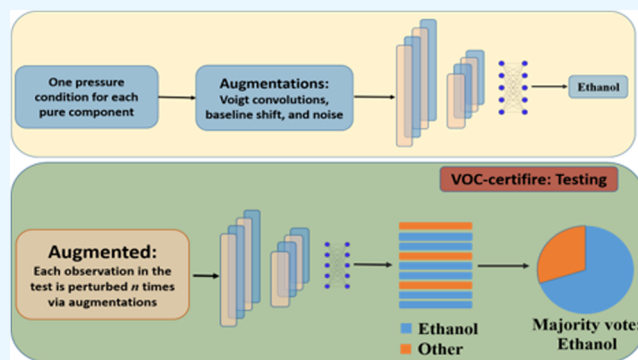 One pressure
condition for each
pure component
Augmentations:
Voigt convolutions,
baseline shift, and noise
Ethanol
VOC-certifire: Testing
Augmented:
Each observation in the
test is perturbed n times
via augmentations
Ethanol
Other
Majority vote:
Ethanol